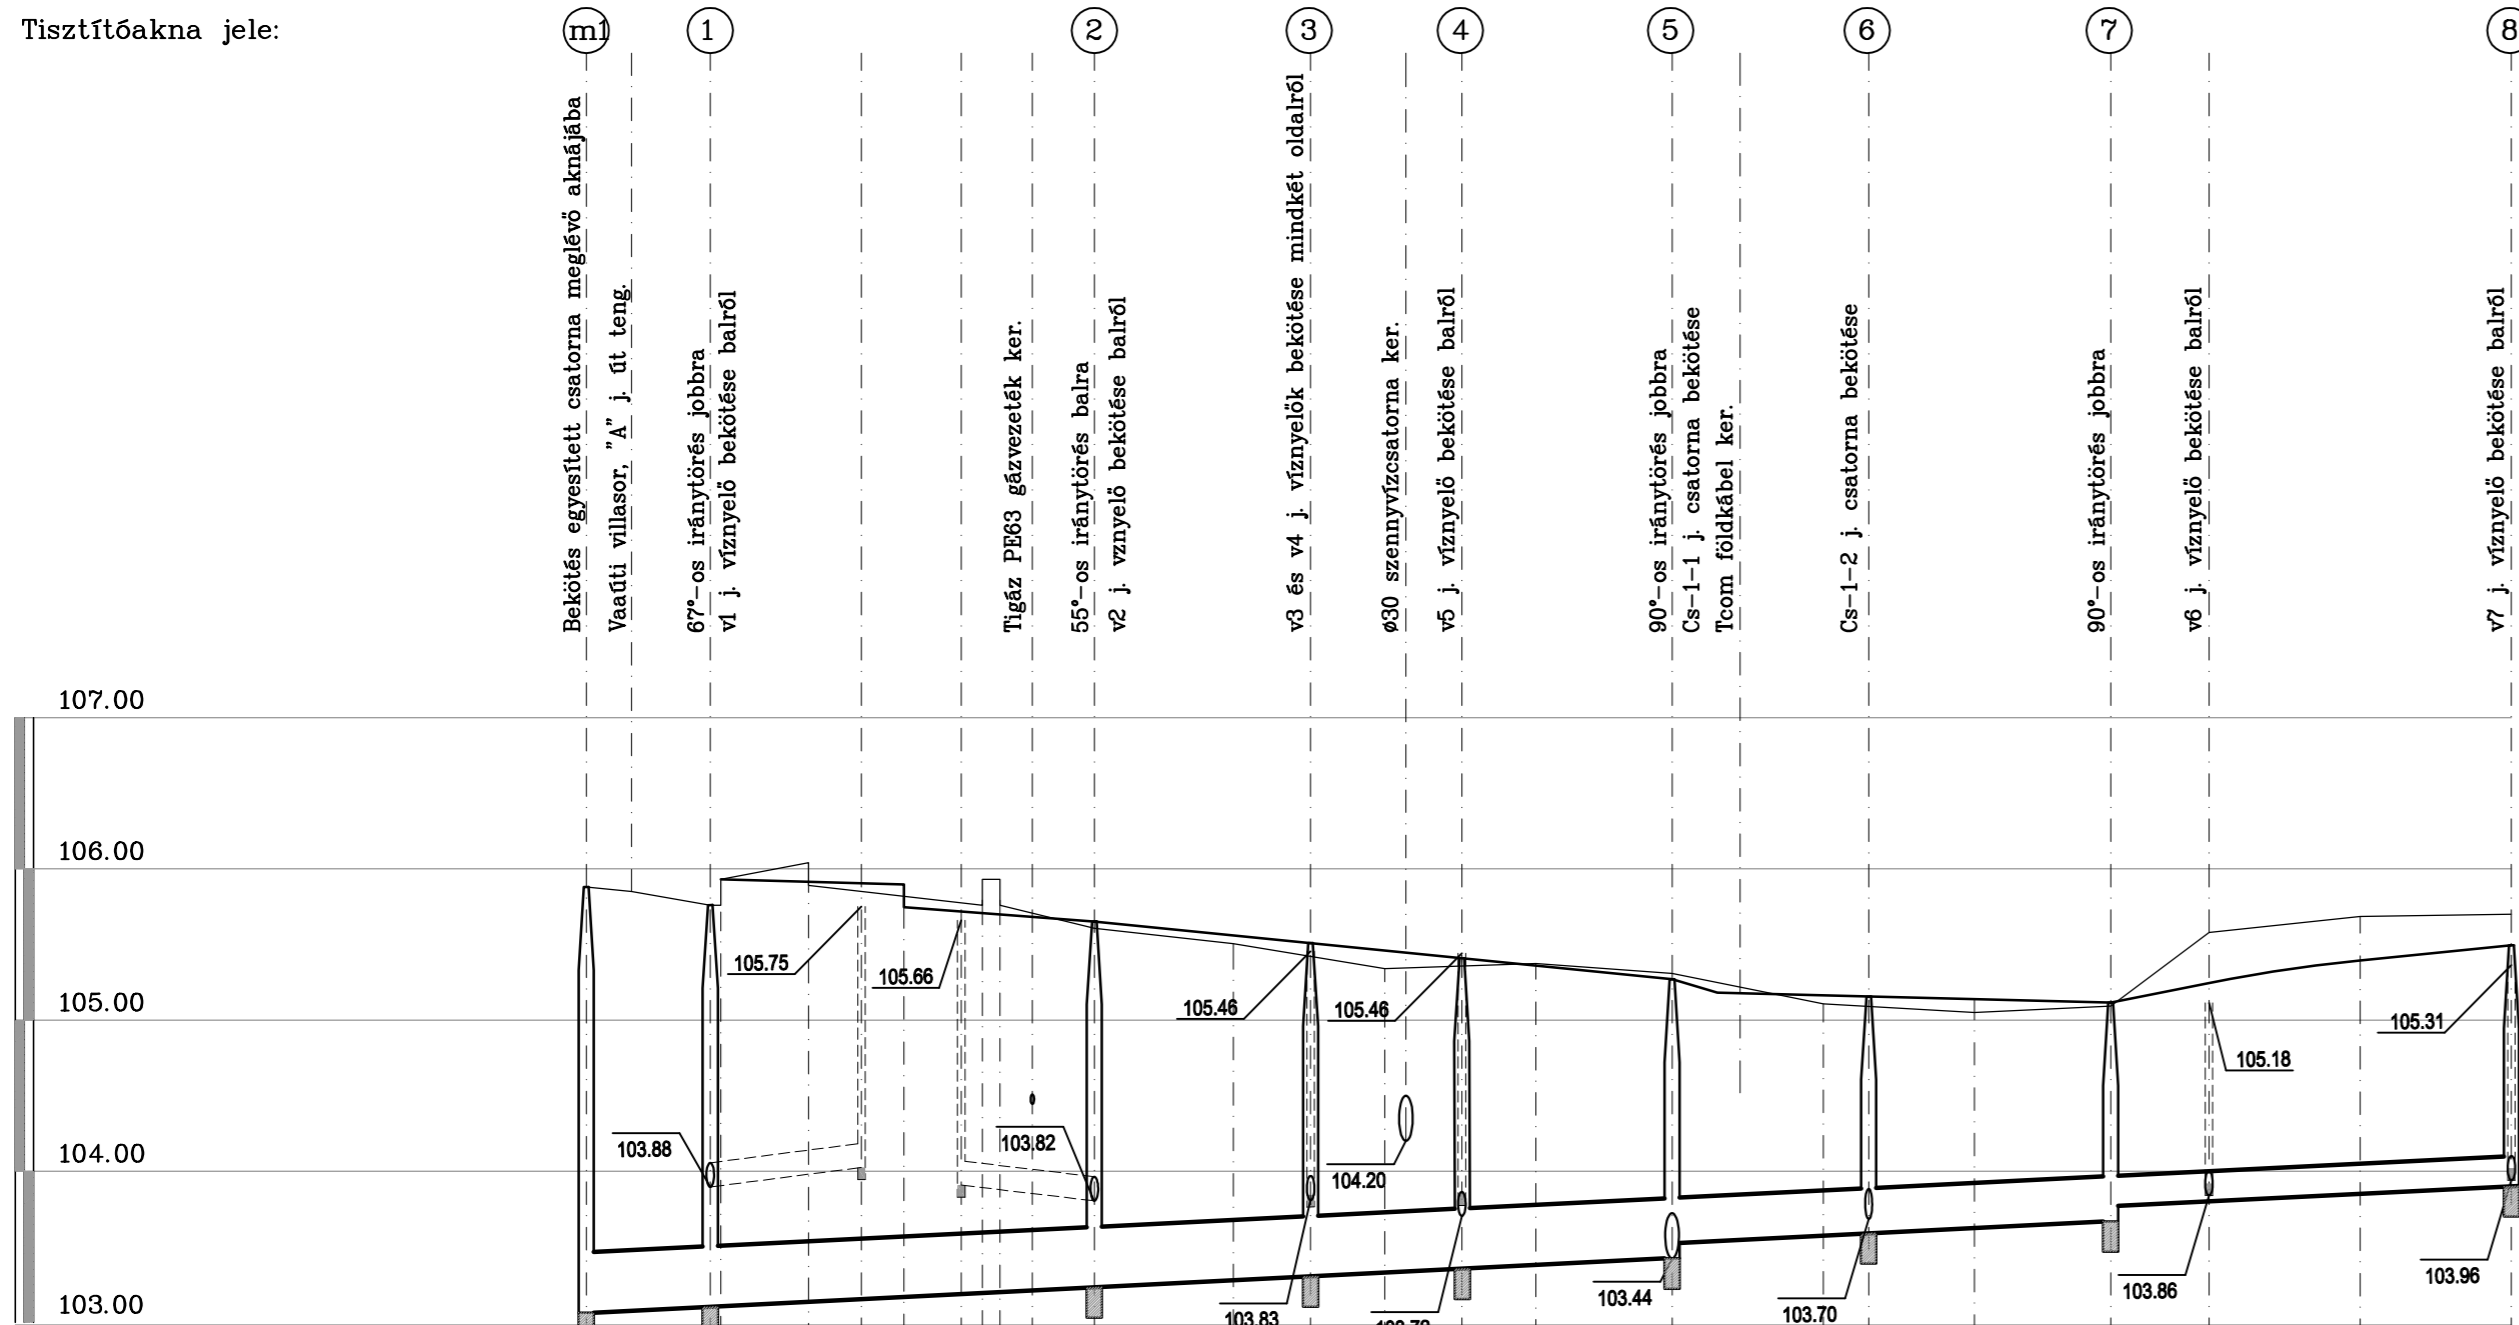 Tisztítóakna jele:
m1
1
2
3
4
5
6
7
8
Bekötés egyesített csatorna meglévő aknájába
Vaaúti villasor, "A" j. út teng.
67°-os iránytörés jobbra
v1 j. víznyelő bekötése balról
Tigáz PE63 gázvezeték ker.
55°-os iránytörés balra
v2 j. vznyelő bekötése balról
v3 és v4 j. víznyelők bekötése mindkét oldalról
ø30 szennyvízcsatorna ker.
v5 j. víznyelő bekötése balról
90°-os iránytörés jobbra
Cs-1-1 j. csatorna bekötése
Tcom földkábel ker.
Cs-1-2 j. csatorna bekötése
90°-os iránytörés jobbra
v6 j. víznyelő bekötése balról
v7 j. víznyelő bekötése balról
107.00
106.00
105.00
104.00
103.00
105.75
105.66
105.46
105.46
105.31
105.18
103.88
103.82
104.20
103.83
103.44
103.70
103.86
103.96